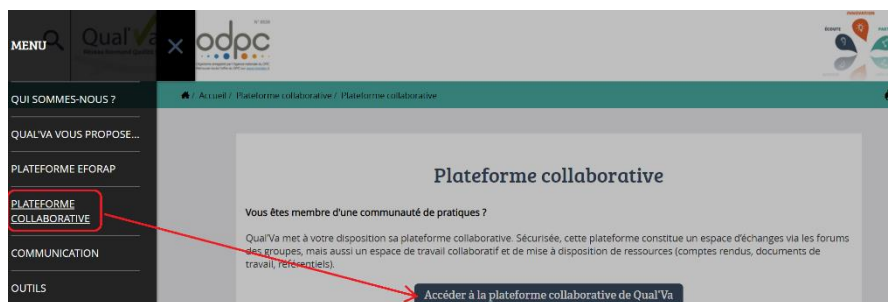 MENU
Qual'Va
odpc
N° 8620
ÉCOUTE
QUI SOMMES-NOUS ?
/ Accueil / Plateforme collaborative / Plateforme collaborative
QUAL'VA VOUS PROPOSE...
PLATEFORME EFORAP
PLATEFORME
COLLABORATIVE
COMMUNICATION
OUTILS
Plateforme collaborative
Vous êtes membre d'une communauté de pratiques ?
Qual'Va met à votre disposition sa plateforme collaborative. Sécurisée, cette plateforme constitue un espace d'échanges via les forums
des groupes, mais aussi un espace de travail collaboratif et de mise à disposition de ressources (comptes rendus, documents de
travail, référentiels).
Accéder à la plateforme collaborative de Qual'Va